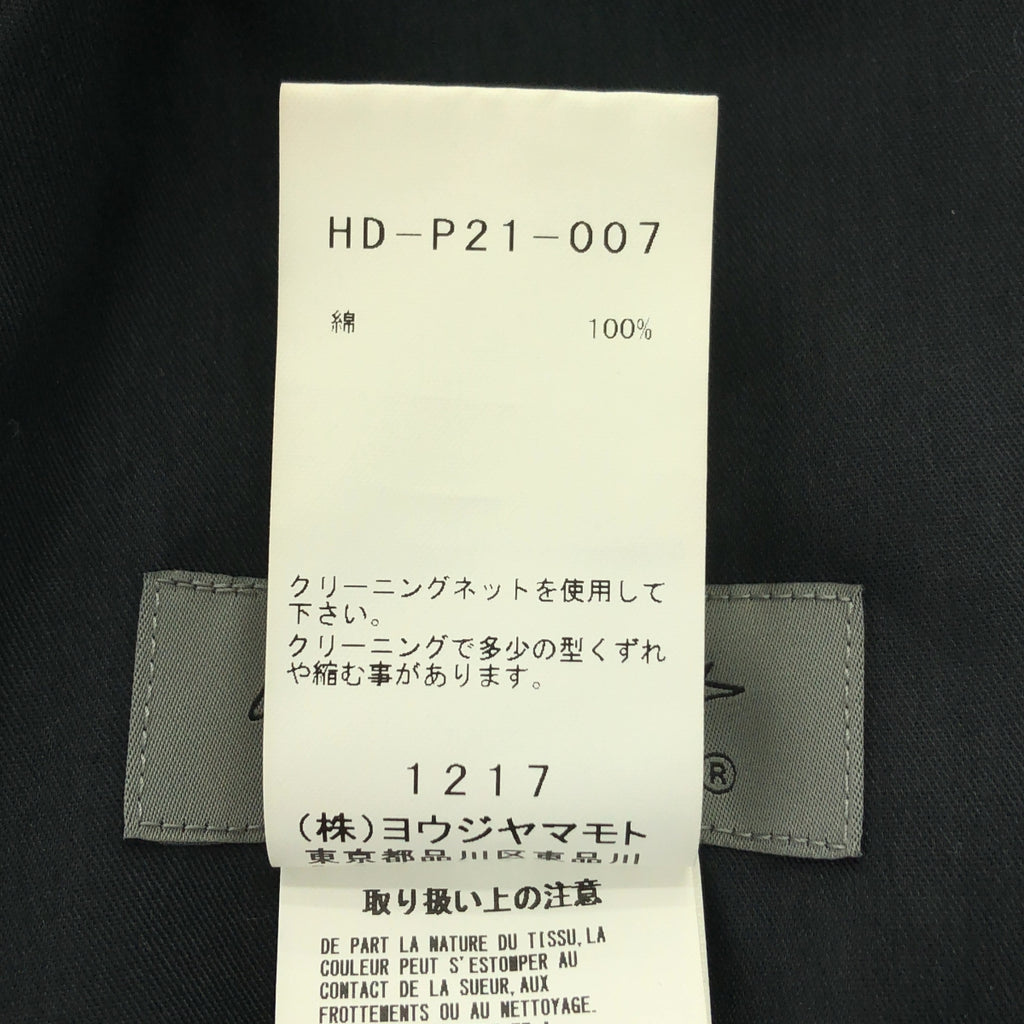 HD-P21-007
綿 100%
クリーニングネットを使用して
下さい。
クリーニングで多少の型くずれ
や縮む事があります。
1217
(株)ヨウジヤマモト
東京都品川区東品川
®
取り扱い上の注意
DE PART LA NATURE DU TISSU, LA
COULEUR PEUT S'ESTOMPER AU
CONTACT DE LA SUEUR, AUX
FROTTEMENTS OU AU NETTOYAGE.